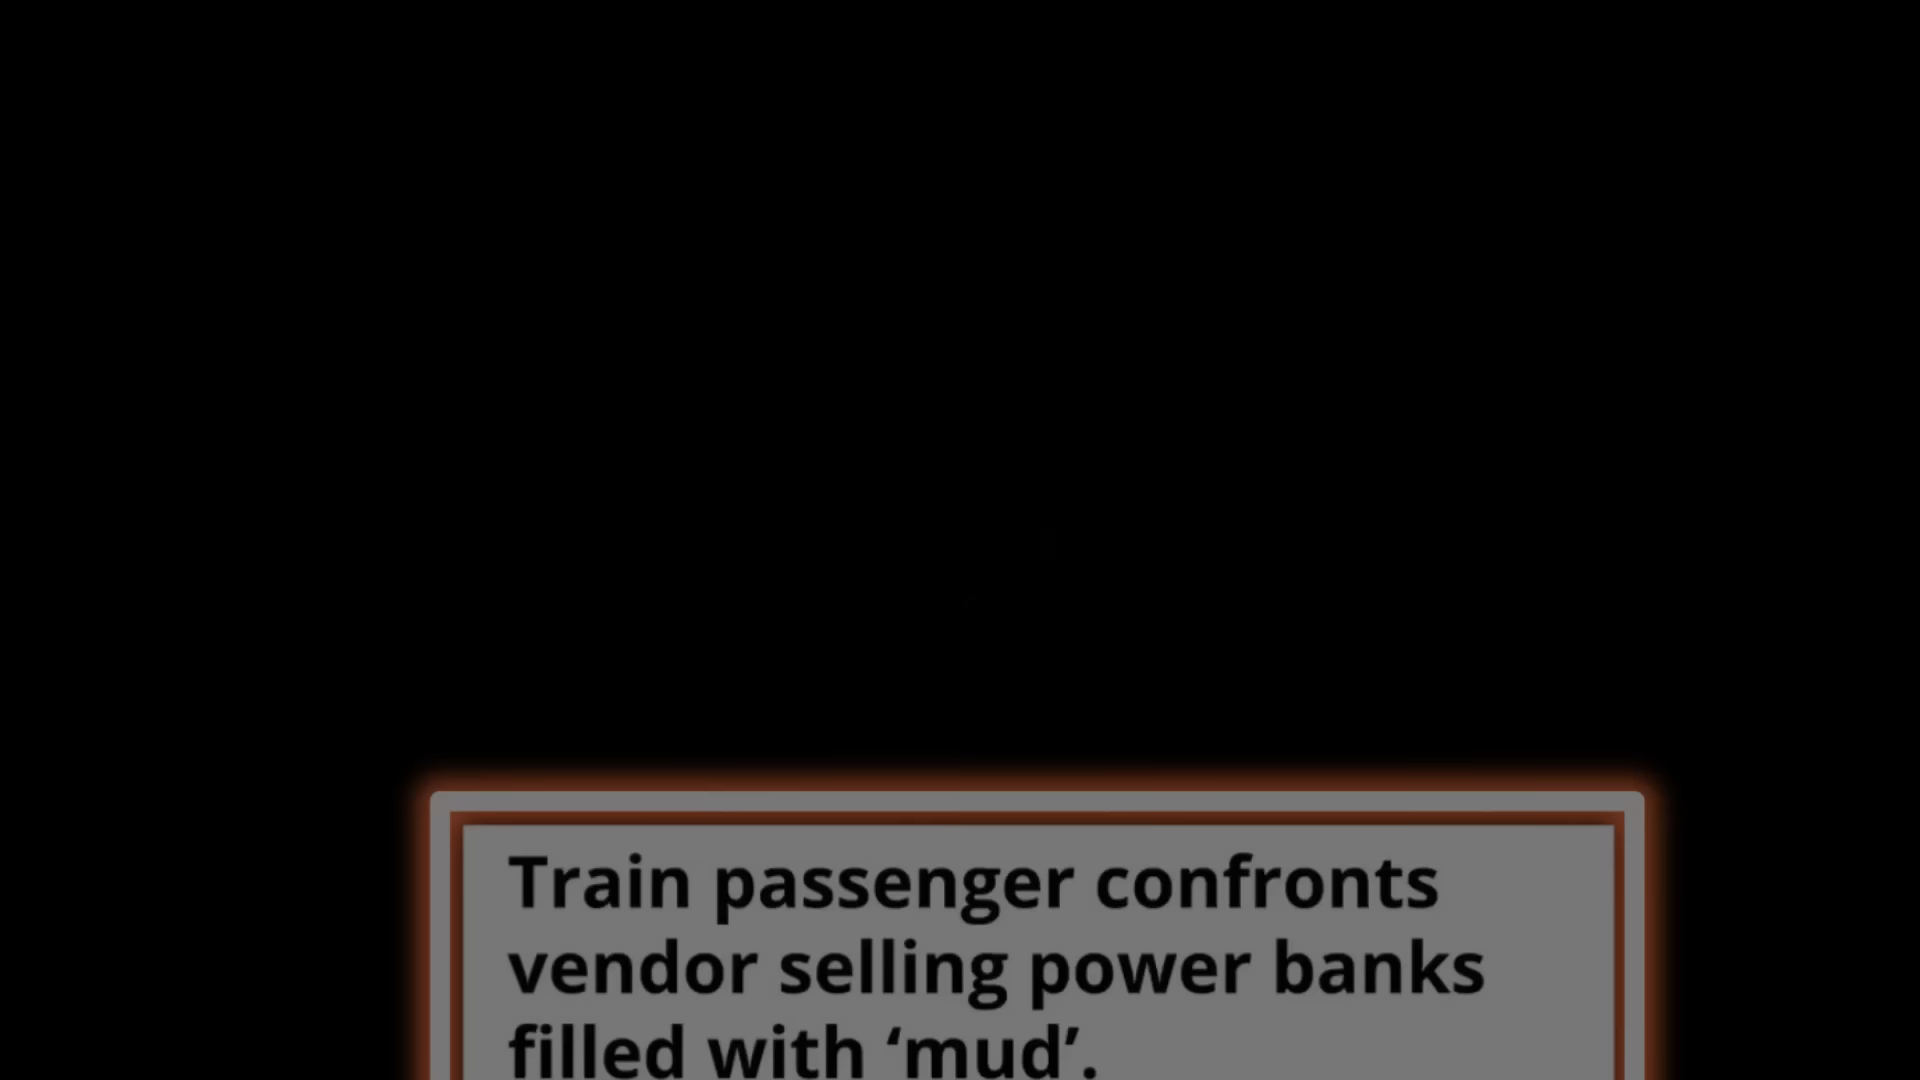 Train passenger confronts
vendor selling power banks
filled with ‘mud’.